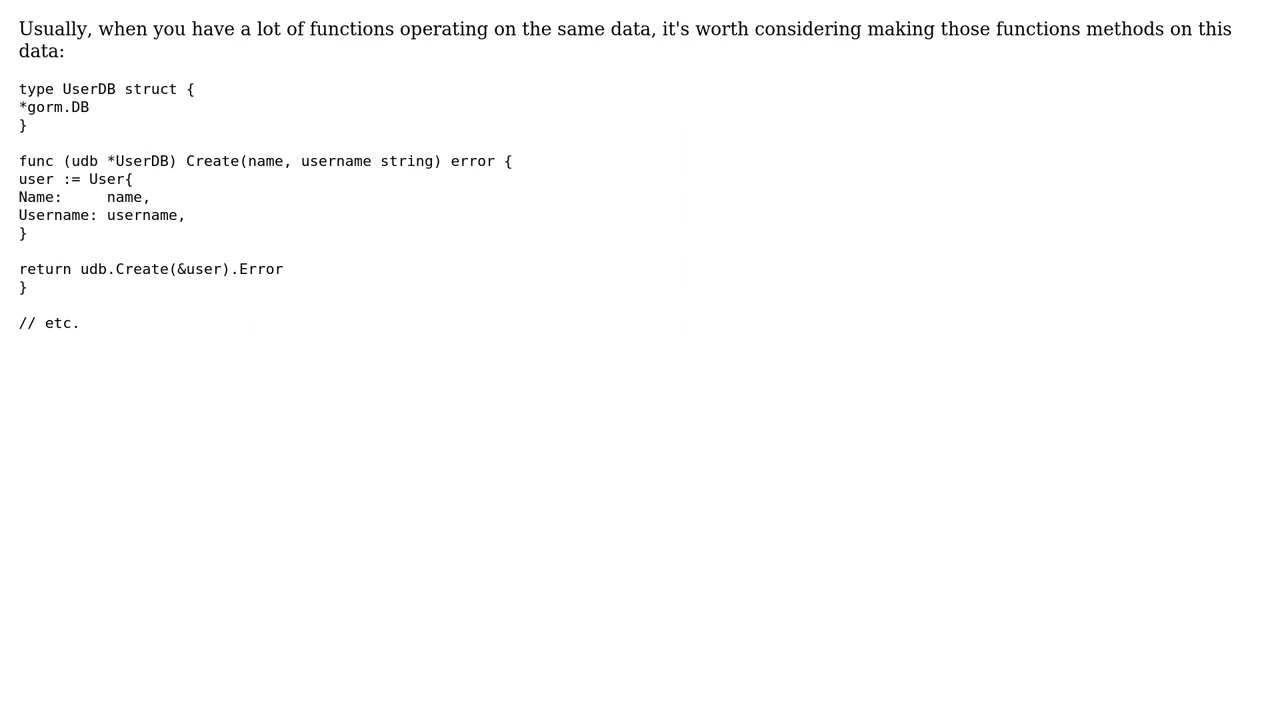 Usually, when you have a lot of functions operating on the same data, it's worth considering making those functions methods on this
data:
type UserDB struct {
*gorm.DB
}
func (udb *UserDB) Create(name, username string) error {
user := User{
Name:     name,
Username: username,
}
return udb.Create(&user).Error
}
// etc.